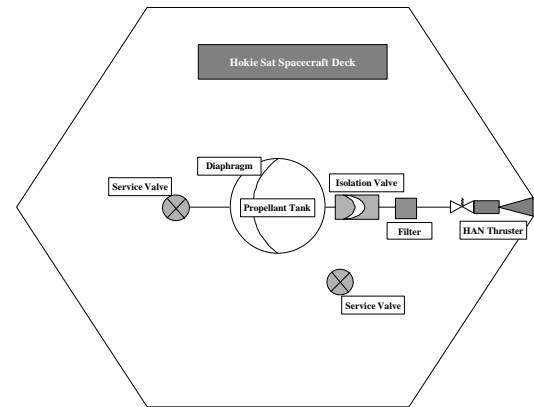 Hokie Sat Spacecraft Deck
Diaphragm
Service Valve
Isolation Valve
Propellant Tank
Filter
HAN Thruster
Service Valve